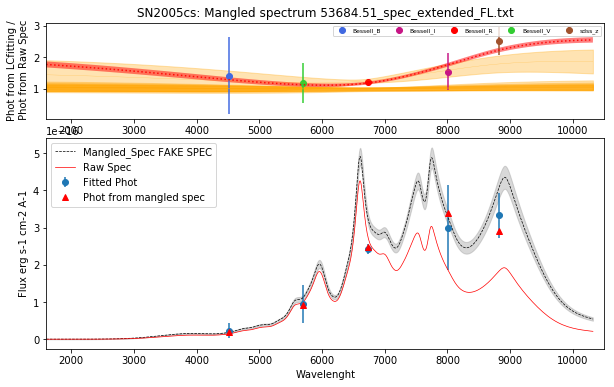 SN2005cs: Mangled spectrum 53684.51_spec_extended_FL.txt
Phot from LCfitting /
Phot from Raw Spec
3
2
1
Bessell_B
Bessell_I
Bessell_R
Bessell_V
sdss_z
2000 3000 4000 5000 6000 7000 8000 9000 10000
Flux erg s-1 cm-2 A-1
5
4
3
2
1
0
Mangled_Spec FAKE SPEC
Raw Spec
Fitted Phot
Phot from mangled spec
2000 3000 4000 5000 6000 7000 8000 9000 10000
Wavelenght